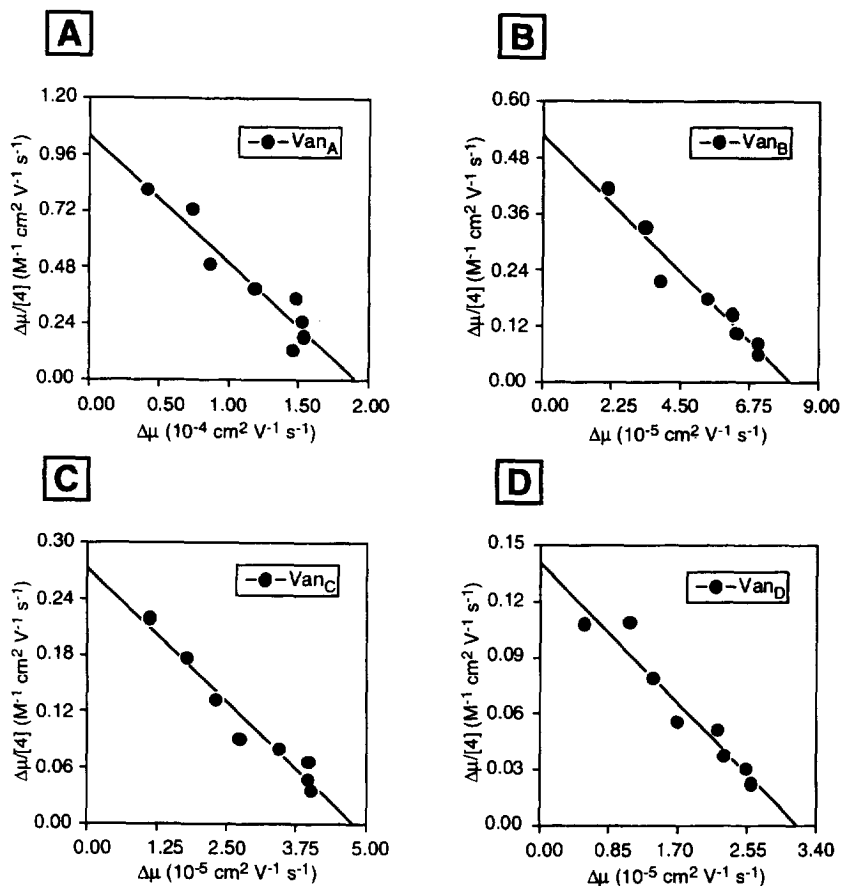 A
1.20
0.96
0.72
0.48
0.24
0.00
Δμ/[4] (M⁻¹ cm² V⁻¹ s⁻¹)
Van_A
0.00 0.50 1.00 1.50 2.00
Δμ (10⁻⁴ cm² V⁻¹ s⁻¹)
B
0.60
0.48
0.36
0.24
0.12
0.00
Δμ/[4] (M⁻¹ cm² V⁻¹ s⁻¹)
Van_B
0.00 2.25 4.50 6.75 9.00
Δμ (10⁻⁵ cm² V⁻¹ s⁻¹)
C
0.30
0.24
0.18
0.12
0.06
0.00
Δμ/[4] (M⁻¹ cm² V⁻¹ s⁻¹)
Van_C
0.00 1.25 2.50 3.75 5.00
Δμ (10⁻⁵ cm² V⁻¹ s⁻¹)
D
0.15
0.12
0.09
0.06
0.03
0.00
Δμ/[4] (M⁻¹ cm² V⁻¹ s⁻¹)
Van_D
0.00 0.85 1.70 2.55 3.40
Δμ (10⁻⁵ cm² V⁻¹ s⁻¹)